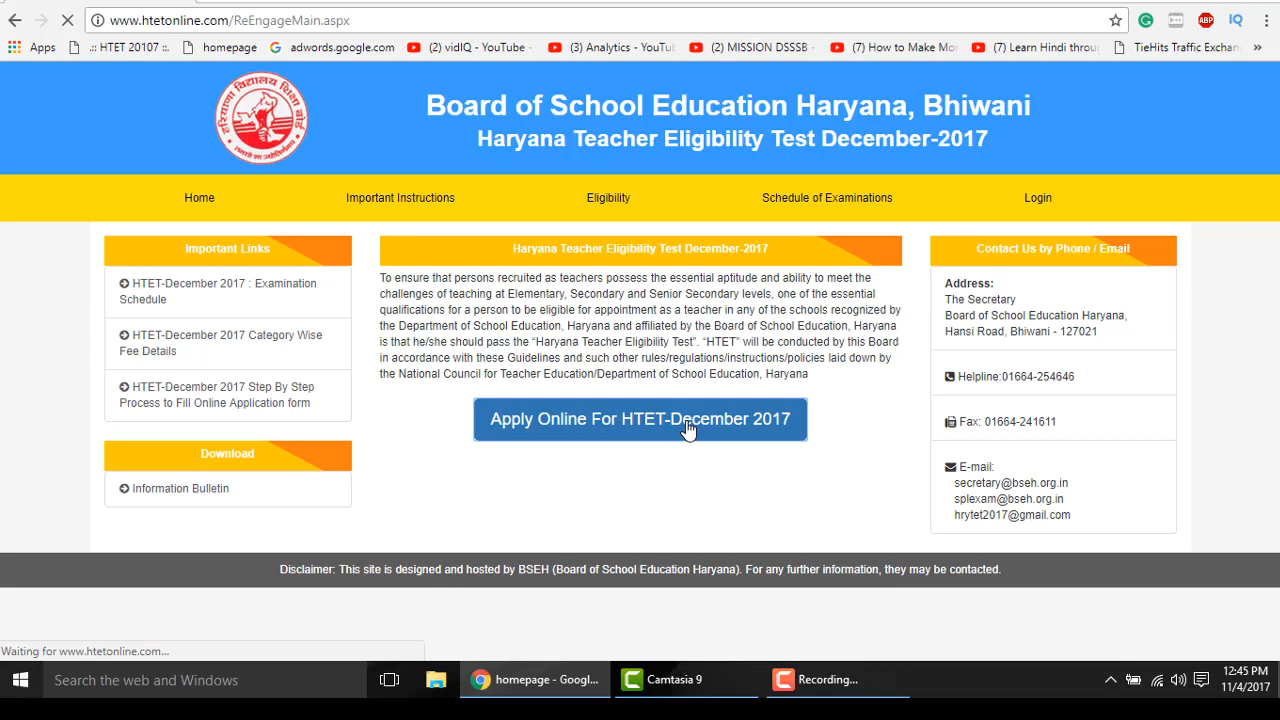 www.htetonline.com/ReEngageMain.aspx
ABP
IQ
Apps
.:: HTET 20107 ::.
homepage
adwords.google.com
(2) vidIQ - YouTube -
(3) Analytics - YouTu
(2) MISSION DSSSB -
(7) How to Make Mo
(7) Learn Hindi throu
TieHits Traffic Exchan
»
हरियाणा विद्यालय शिक्षा बोर्ड
Board of School Education Haryana, Bhiwani
Haryana Teacher Eligibility Test December-2017
Home
Important Instructions
Eligibility
Schedule of Examinations
Login
Important Links
HTET-December 2017 : Examination
Schedule
HTET-December 2017 Category Wise
Fee Details
HTET-December 2017 Step By Step
Process to Fill Online Application form
Download
Information Bulletin
Haryana Teacher Eligibility Test December-2017
To ensure that persons recruited as teachers possess the essential aptitude and ability to meet the
challenges of teaching at Elementary, Secondary and Senior Secondary levels, one of the essential
qualifications for a person to be eligible for appointment as a teacher in any of the schools recognized by
the Department of School Education, Haryana and affiliated by the Board of School Education, Haryana
is that he/she should pass the “Haryana Teacher Eligibility Test”. “HTET” will be conducted by this Board
in accordance with these Guidelines and such other rules/regulations/instructions/policies laid down by
the National Council for Teacher Education/Department of School Education, Haryana
Apply Online For HTET-December 2017
Contact Us by Phone / Email
Address:
The Secretary
Board of School Education Haryana,
Hansi Road, Bhiwani - 127021
Helpline:01664-254646
Fax: 01664-241611
E-mail:
secretary@bseh.org.in
splexam@bseh.org.in
hrytet2017@gmail.com
Disclaimer: This site is designed and hosted by BSEH (Board of School Education Haryana). For any further information, they may be contacted.
Waiting for www.htetonline.com...
Search the web and Windows
homepage - Googl...
Camtasia 9
Recording...
12:45 PM
11/4/2017